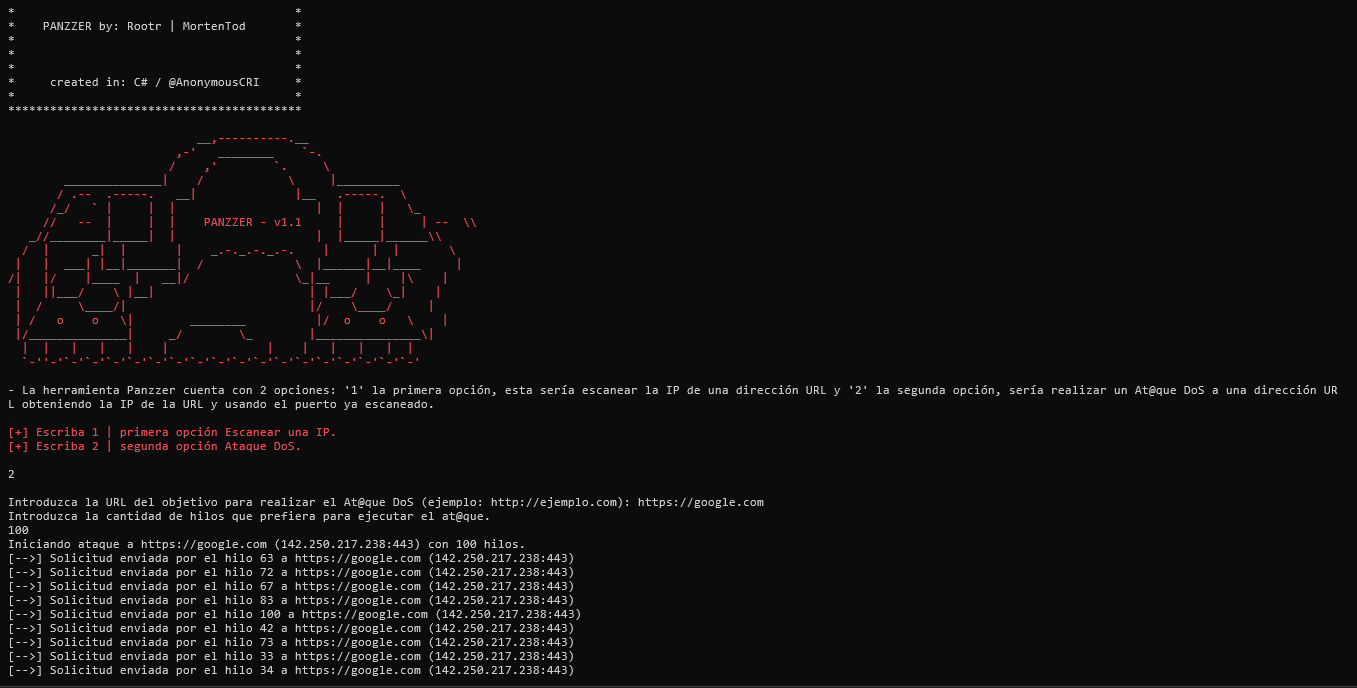 PANZZER by: Rootr | MortenTod
created in: C# / @AnonymousCRI
PANZZER - v1.1
- La herramienta Panzzer cuenta con 2 opciones: '1' la primera opción, esta sería escanear la IP de una dirección URL y '2' la segunda opción, sería realizar un At@que DoS a una dirección UR
L obteniendo la IP de la URL y usando el puerto ya escaneado.
[+] Escriba 1 | primera opción Escanear una IP.
[+] Escriba 2 | segunda opción Ataque DoS.
2
Introduzca la URL del objetivo para realizar el At@que DoS (ejemplo: http://ejemplo.com): https://google.com
Introduzca la cantidad de hilos que prefiera para ejecutar el at@que.
100
Iniciando ataque a https://google.com (142.250.217.238:443) con 100 hilos.
[-->] Solicitud enviada por el hilo 63 a https://google.com (142.250.217.238:443)
[-->] Solicitud enviada por el hilo 72 a https://google.com (142.250.217.238:443)
[-->] Solicitud enviada por el hilo 67 a https://google.com (142.250.217.238:443)
[-->] Solicitud enviada por el hilo 83 a https://google.com (142.250.217.238:443)
[-->] Solicitud enviada por el hilo 100 a https://google.com (142.250.217.238:443)
[-->] Solicitud enviada por el hilo 42 a https://google.com (142.250.217.238:443)
[-->] Solicitud enviada por el hilo 73 a https://google.com (142.250.217.238:443)
[-->] Solicitud enviada por el hilo 33 a https://google.com (142.250.217.238:443)
[-->] Solicitud enviada por el hilo 34 a https://google.com (142.250.217.238:443)